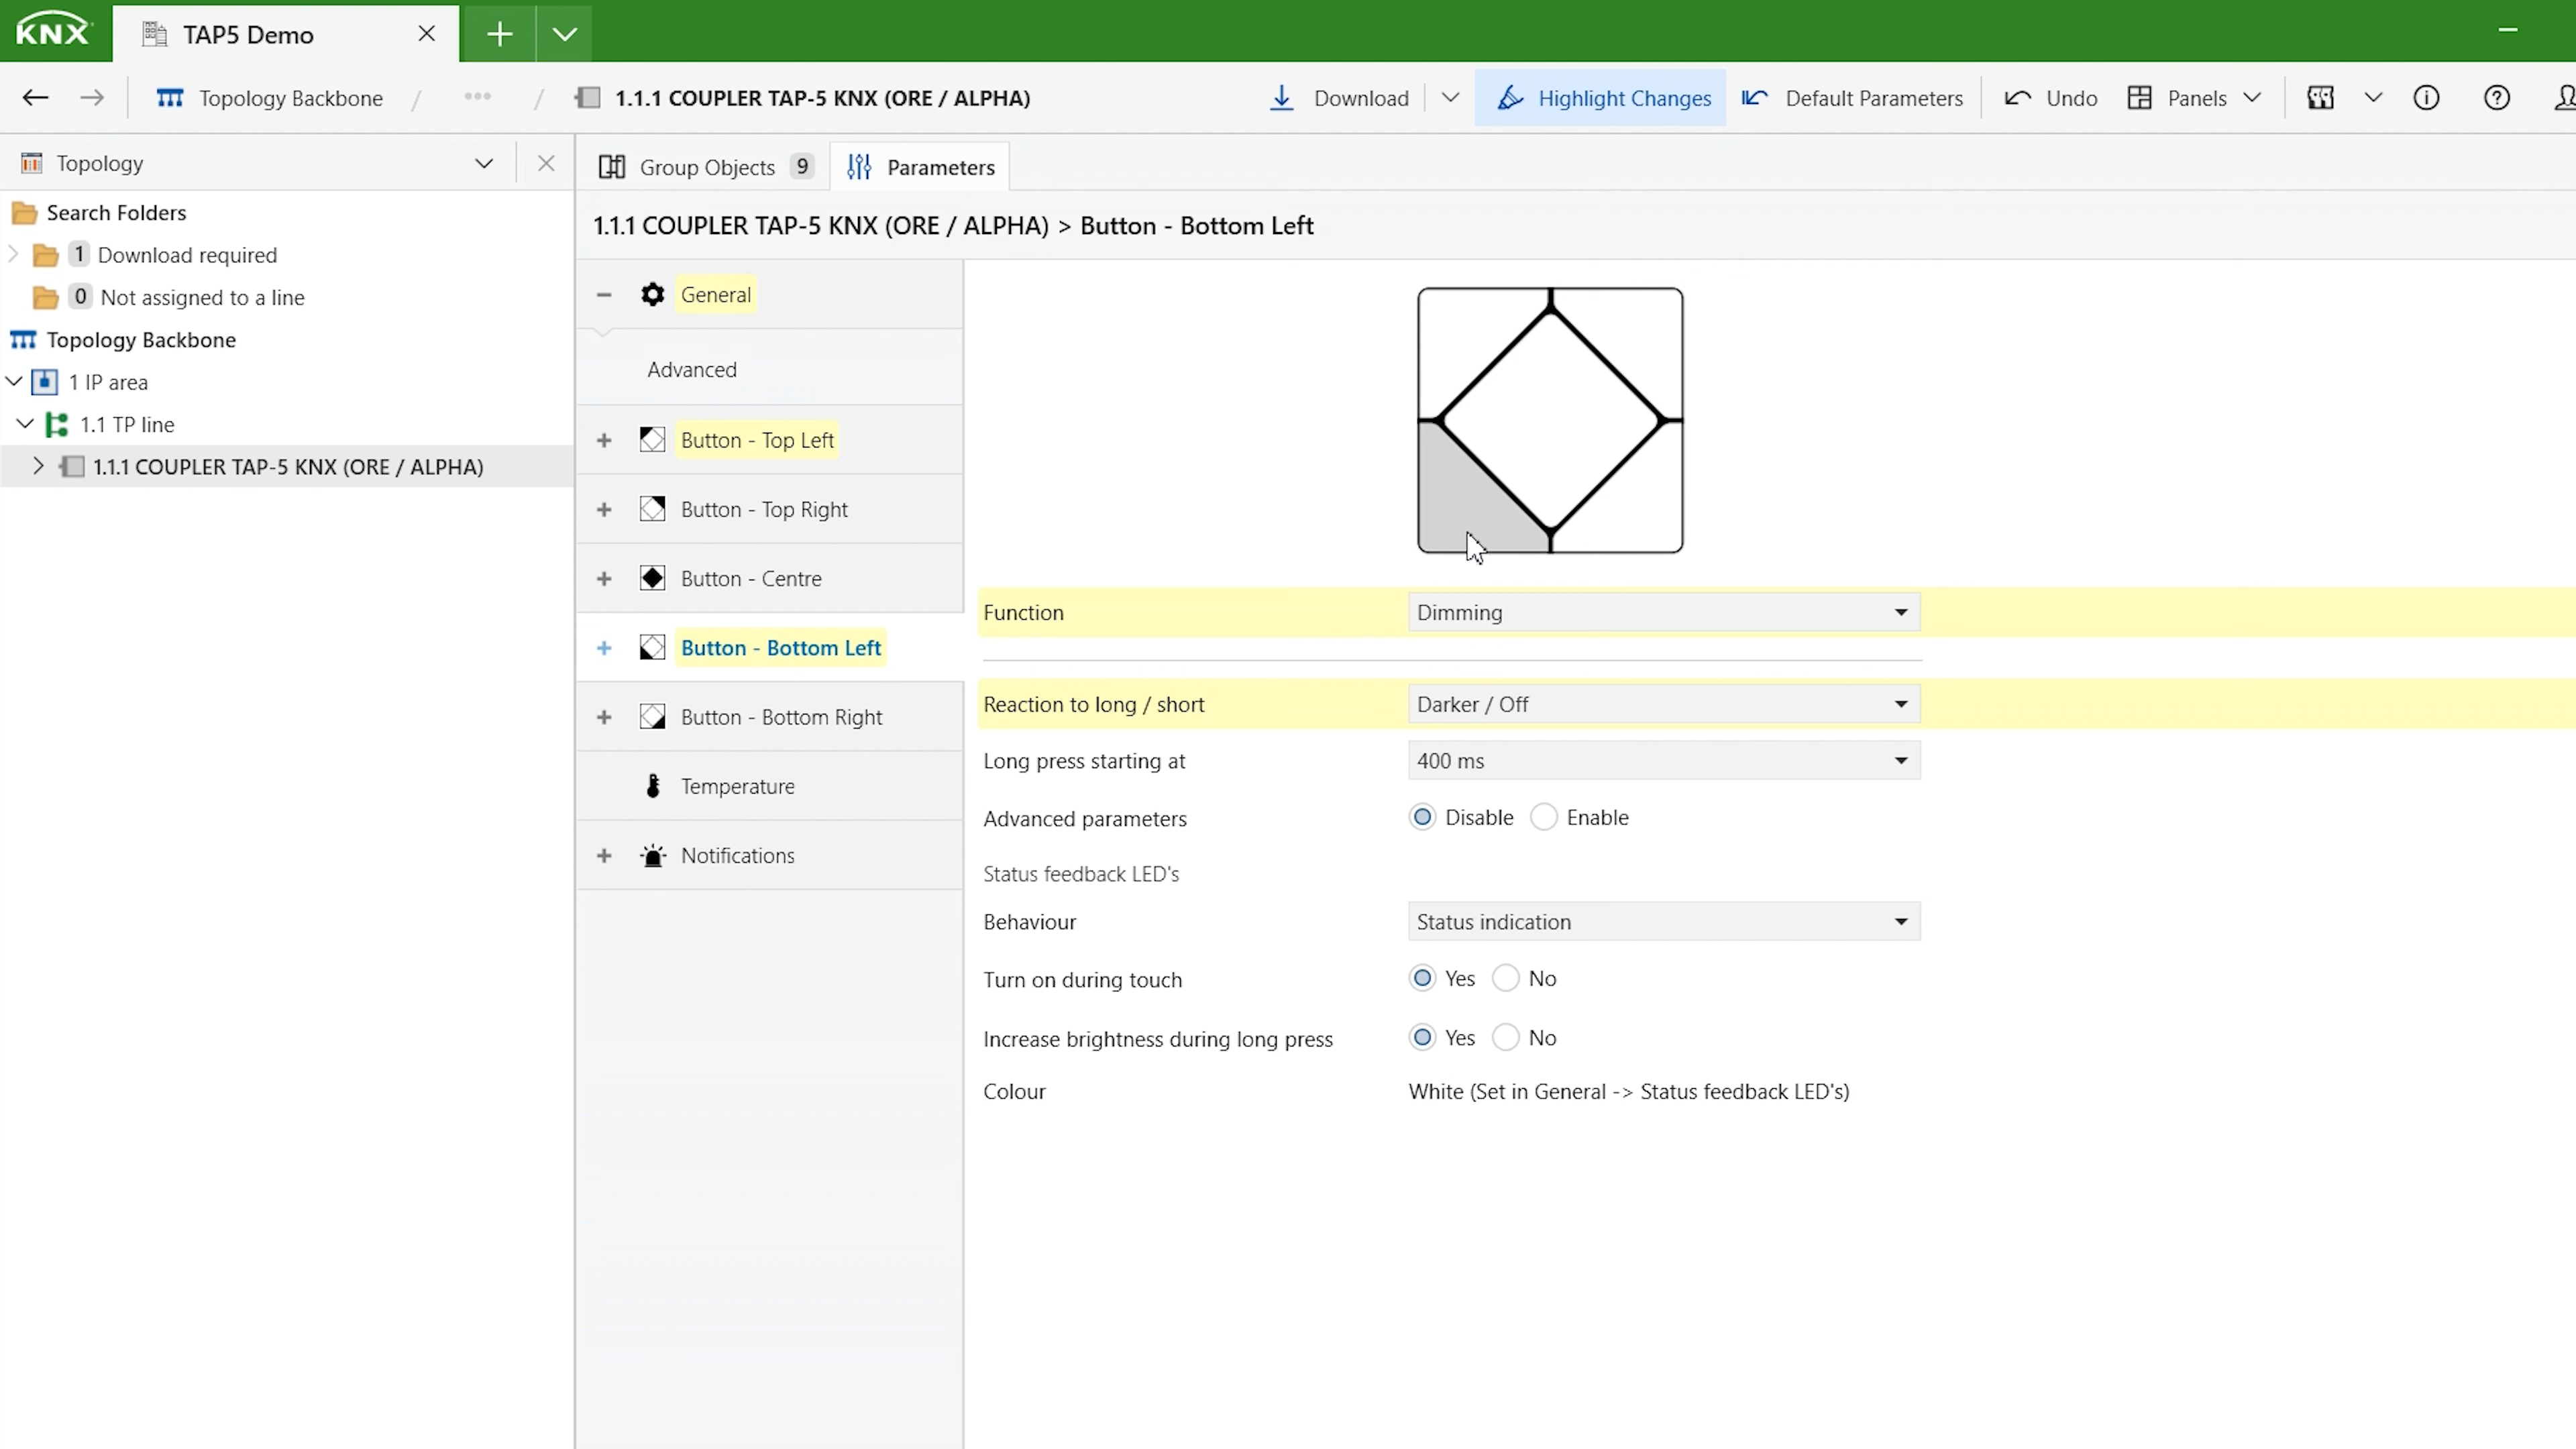 KNX
TAP5 Demo
Topology Backbone / ••• / 1.1.1 COUPLER TAP-5 KNX (ORE / ALPHA)
Download
Highlight Changes
Default Parameters
Undo
Panels
Topology
Search Folders
1 Download required
0 Not assigned to a line
Topology Backbone
1 IP area
1.1 TP line
1.1.1 COUPLER TAP-5 KNX (ORE / ALPHA)
Group Objects 9
Parameters
1.1.1 COUPLER TAP-5 KNX (ORE / ALPHA) > Button - Bottom Left
General
Advanced
Button - Top Left
Button - Top Right
Button - Centre
Button - Bottom Left
Button - Bottom Right
Temperature
Notifications
Function Dimming
Reaction to long / short Darker / Off
Long press starting at 400 ms
Advanced parameters Disable Enable
Status feedback LED's
Behaviour Status indication
Turn on during touch Yes No
Increase brightness during long press Yes No
Colour White (Set in General -> Status feedback LED's)